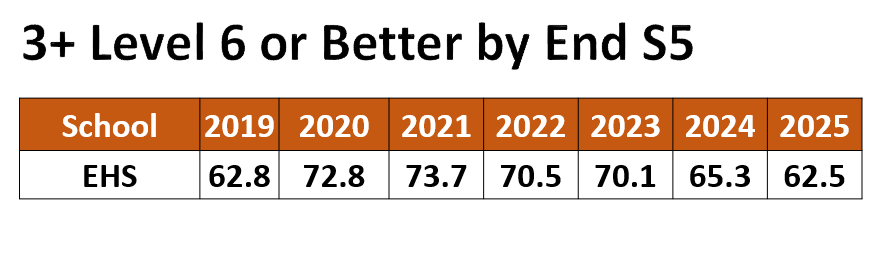 3+ Level 6 or Better by End S5
School 2019 2020 2021 2022 2023 2024 2025
EHS 62.8 72.8 73.7 70.5 70.1 65.3 62.5